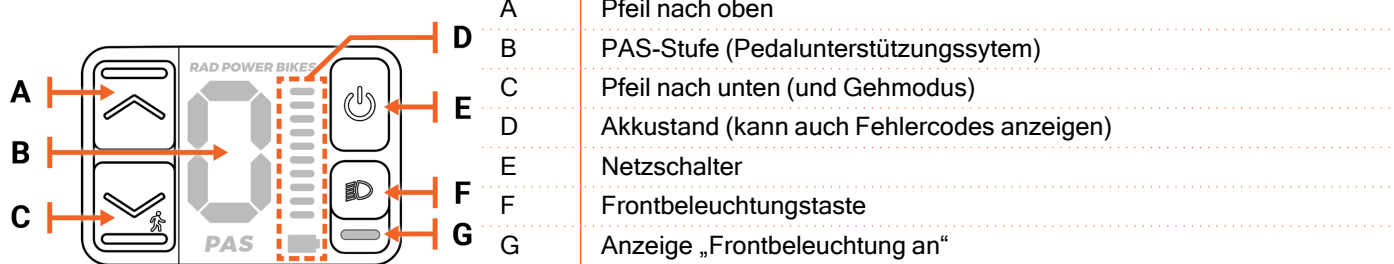 A Pfeil nach oben
B PAS-Stufe (Pedalunterstützungssytem)
C Pfeil nach unten (und Gehmodus)
D Akkustand (kann auch Fehlercodes anzeigen)
E Netzschalter
F Frontbeleuchtungstaste
G Anzeige „Frontbeleuchtung an“
A
B
C
RAD POWER BIKES
0
PAS
D
E
F
G